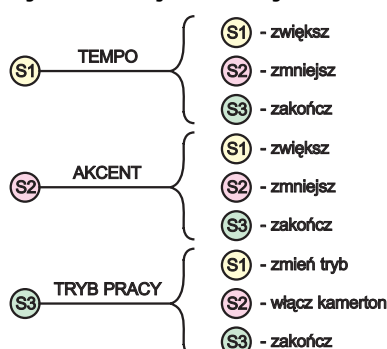 S1 - zwiększ
TEMPO
S1
S2 - zmniejsz
S3 - zakończ
S1 - zwiększ
AKCENT
S2
S2 - zmniejsz
S3 - zakończ
S1 - zmień tryb
TRYB PRACY
S3
S2 - włącz kamerton
S3 - zakończ